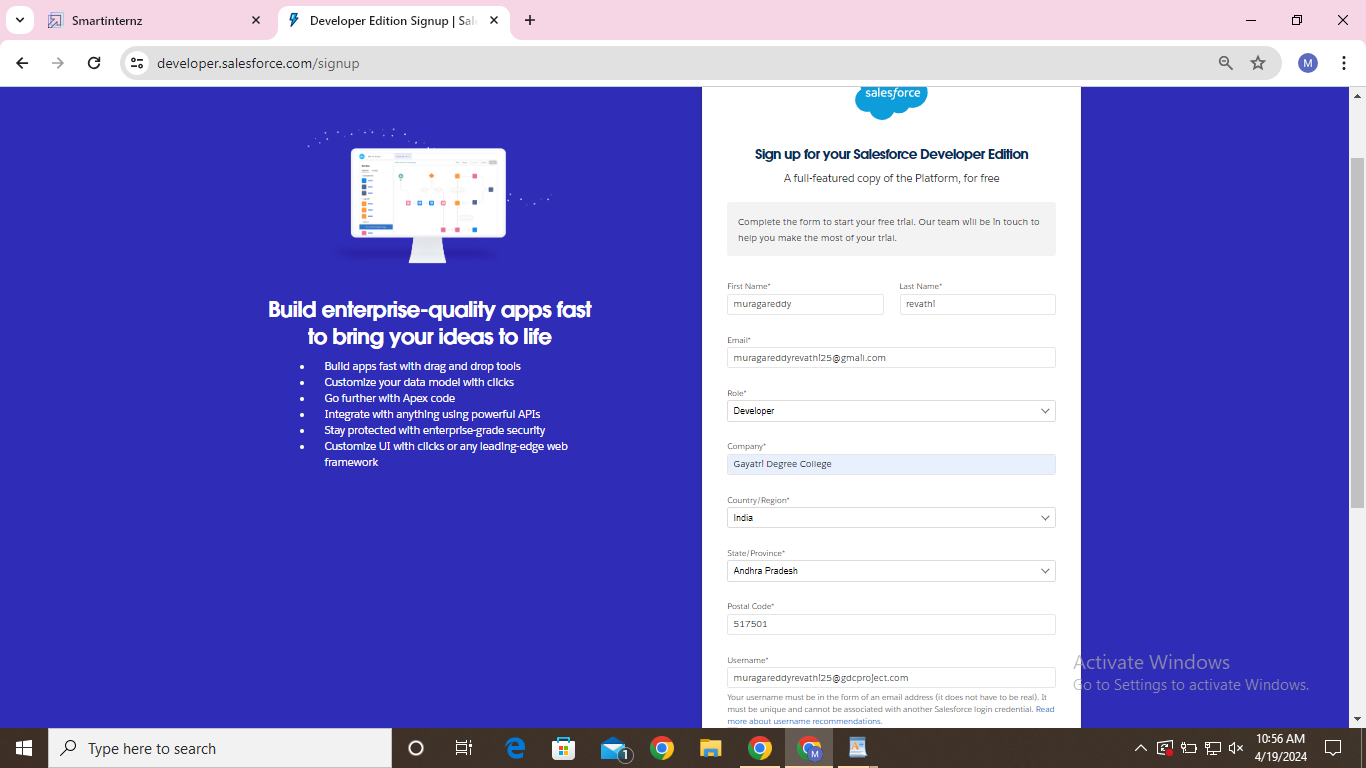 Smartinternz
Developer Edition Signup | Sal
developer.salesforce.com/signup
M
salesforce
Sign up for your Salesforce Developer Edition
A full-featured copy of the Platform, for free
Complete the form to start your free trial. Our team will be in touch to
help you make the most of your trial.
First Name*
Last Name*
muragareddy
revathi
Email*
muragareddyrevathi25@gmail.com
Role*
Developer
Company*
Gayatri Degree College
Country/Region*
India
State/Province*
Andhra Pradesh
Postal Code*
517501
Username*
muragareddyrevathi25@gdcproject.com
Your username must be in the form of an email address (it does not have to be real). It
must be unique and cannot be associated with another Salesforce login credential. Read
more about username recommendations.
Build enterprise-quality apps fast
to bring your ideas to life
• Build apps fast with drag and drop tools
• Customize your data model with clicks
• Go further with Apex code
• Integrate with anything using powerful APIs
• Stay protected with enterprise-grade security
• Customize UI with clicks or any leading-edge web
framework
Activate Windows
Go to Settings to activate Windows.
Type here to search
1
M
10:56 AM
4/19/2024